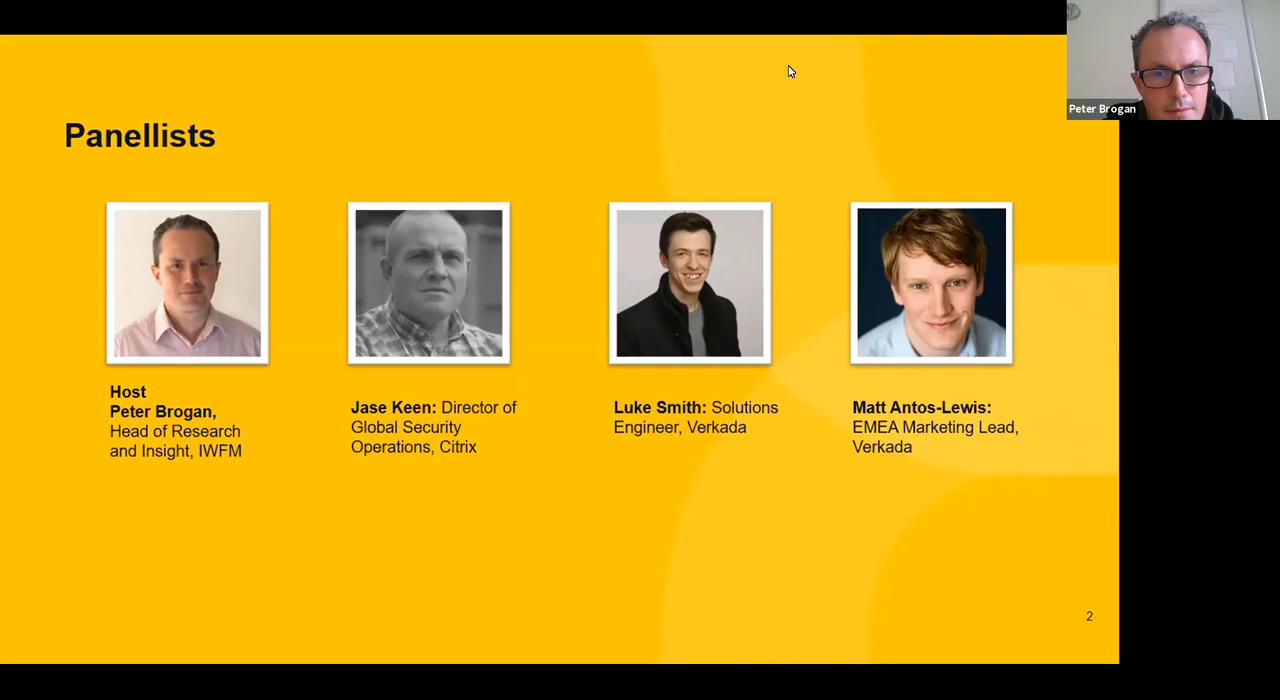 Peter Brogan
Panellists
Host
Peter Brogan,
Head of Research
and Insight, IWFM
Jase Keen: Director of
Global Security
Operations, Citrix
Luke Smith: Solutions
Engineer, Verkada
Matt Antos-Lewis:
EMEA Marketing Lead,
Verkada
2